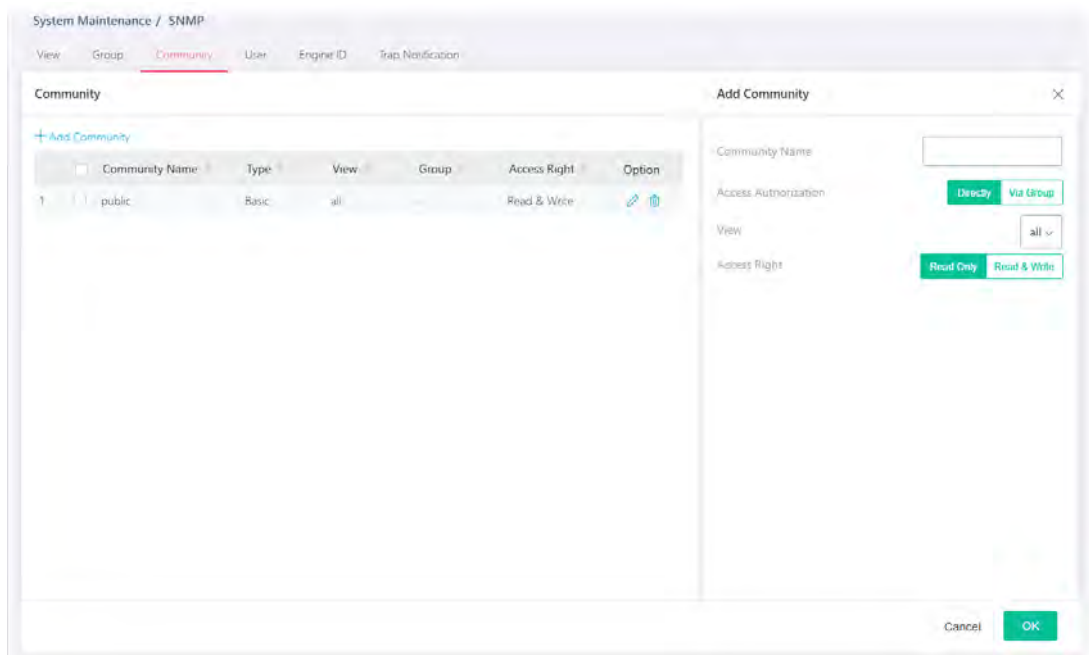 System Maintenance / SNMP
View Group Community User Engine ID Trap Notification
Community
+ Add Community
Community Name Type View Group Access Right Option
1 public Basic all Read & Write
Add Community
Community Name
Access Authorization Directly Via Group
View all
Access Right Read Only Read & Write
Cancel OK